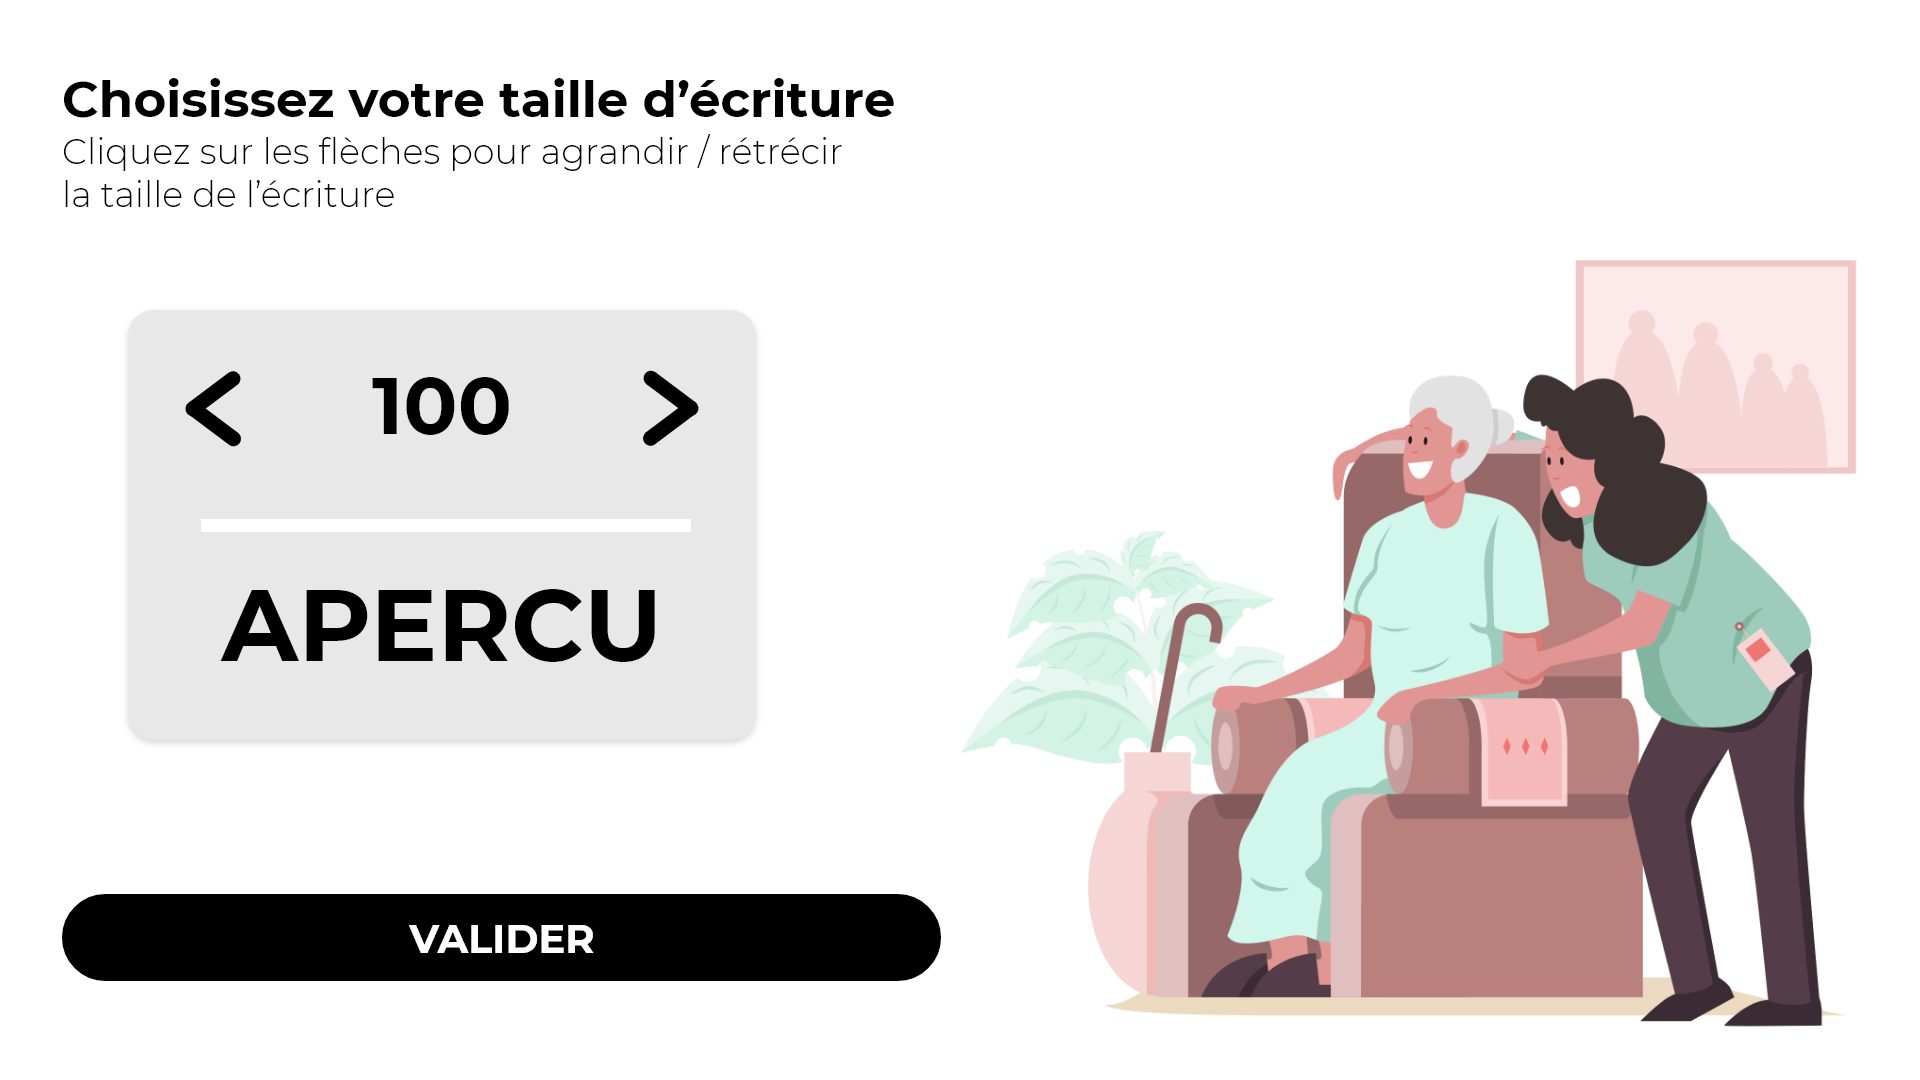 Choisissez votre taille d’écriture
Cliquez sur les flèches pour agrandir / rétrécir
la taille de l’écriture
< 100 >
APERCU
VALIDER